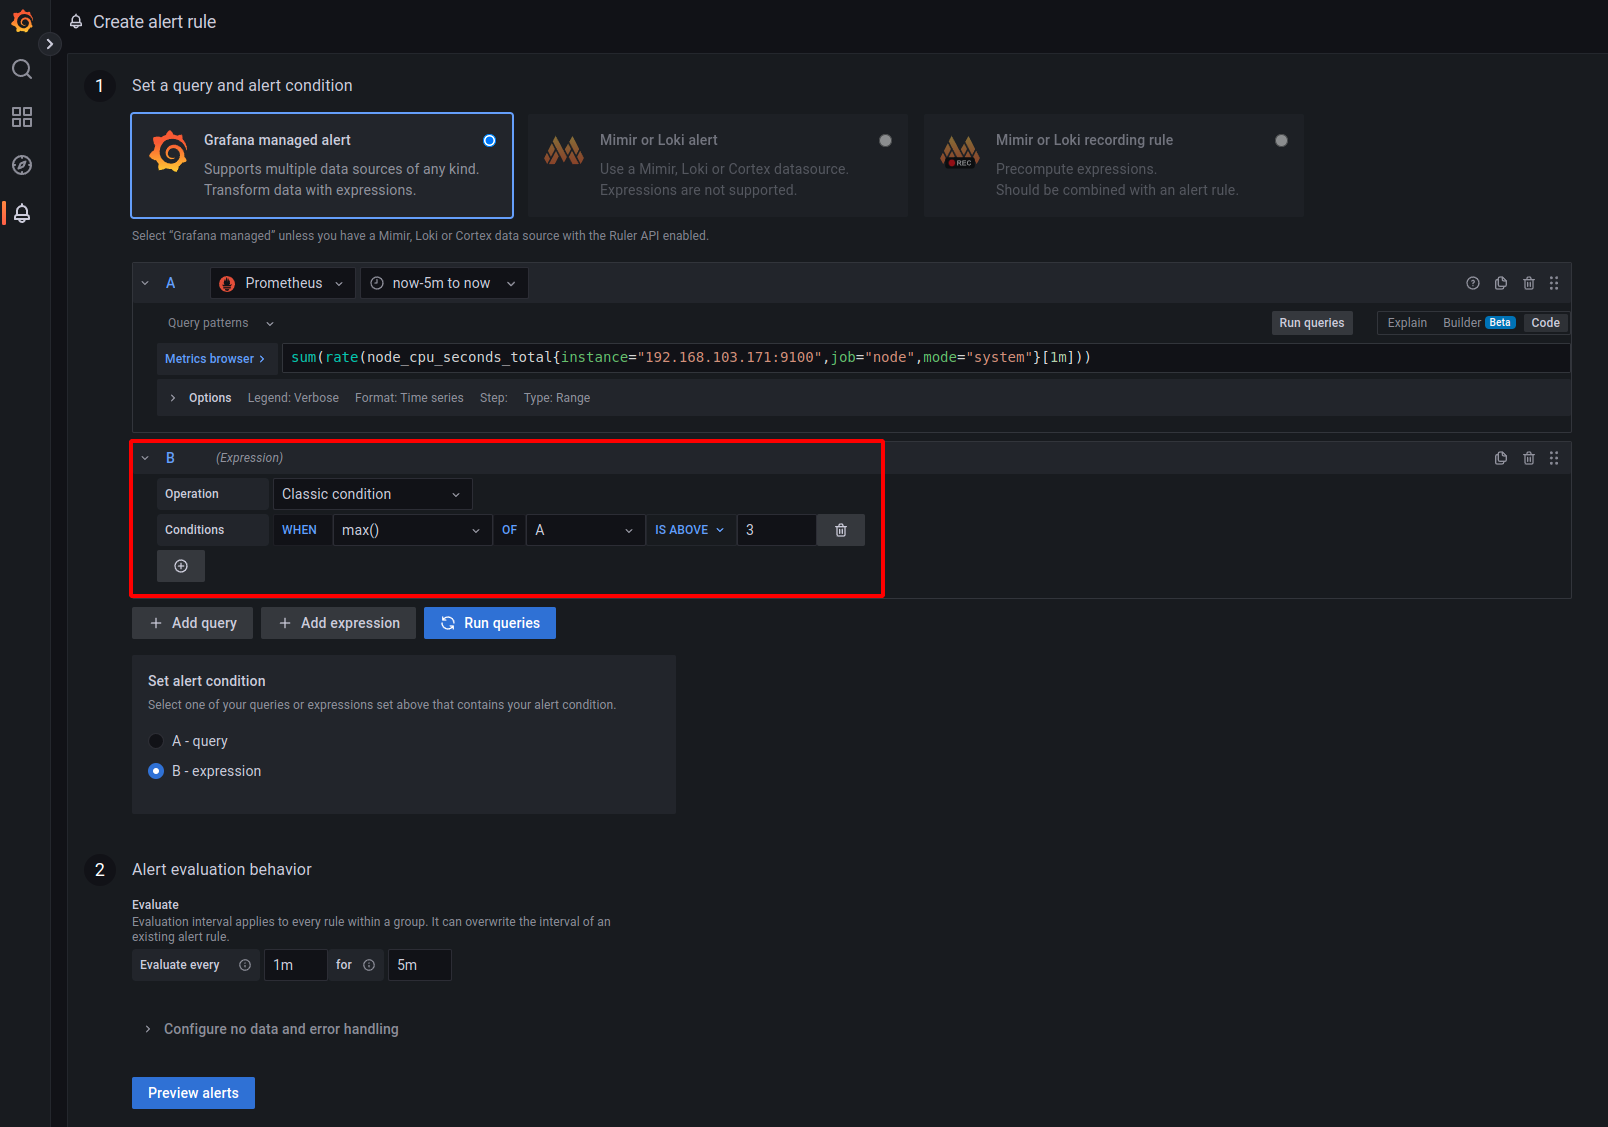 Create alert rule
1 Set a query and alert condition
Grafana managed alert
Supports multiple data sources of any kind.
Transform data with expressions.
Mimir or Loki alert
Use a Mimir, Loki or Cortex datasource.
Expressions are not supported.
REC
Mimir or Loki recording rule
Precompute expressions.
Should be combined with an alert rule.
Select "Grafana managed" unless you have a Mimir, Loki or Cortex data source with the Ruler API enabled.
A Prometheus now-5m to now
Query patterns Run queries Explain Builder Beta Code
Metrics browser > sum(rate(node_cpu_seconds_total{instance="192.168.103.171:9100",job="node",mode="system"}[1m]))
Options Legend: Verbose Format: Time series Step: Type: Range
B (Expression)
Operation Classic condition
Conditions WHEN max() OF A IS ABOVE 3
+ Add query + Add expression Run queries
Set alert condition
Select one of your queries or expressions set above that contains your alert condition.
A - query
B - expression
2 Alert evaluation behavior
Evaluate
Evaluation interval applies to every rule within a group. It can overwrite the interval of an
existing alert rule.
Evaluate every 1m for 5m
Configure no data and error handling
Preview alerts